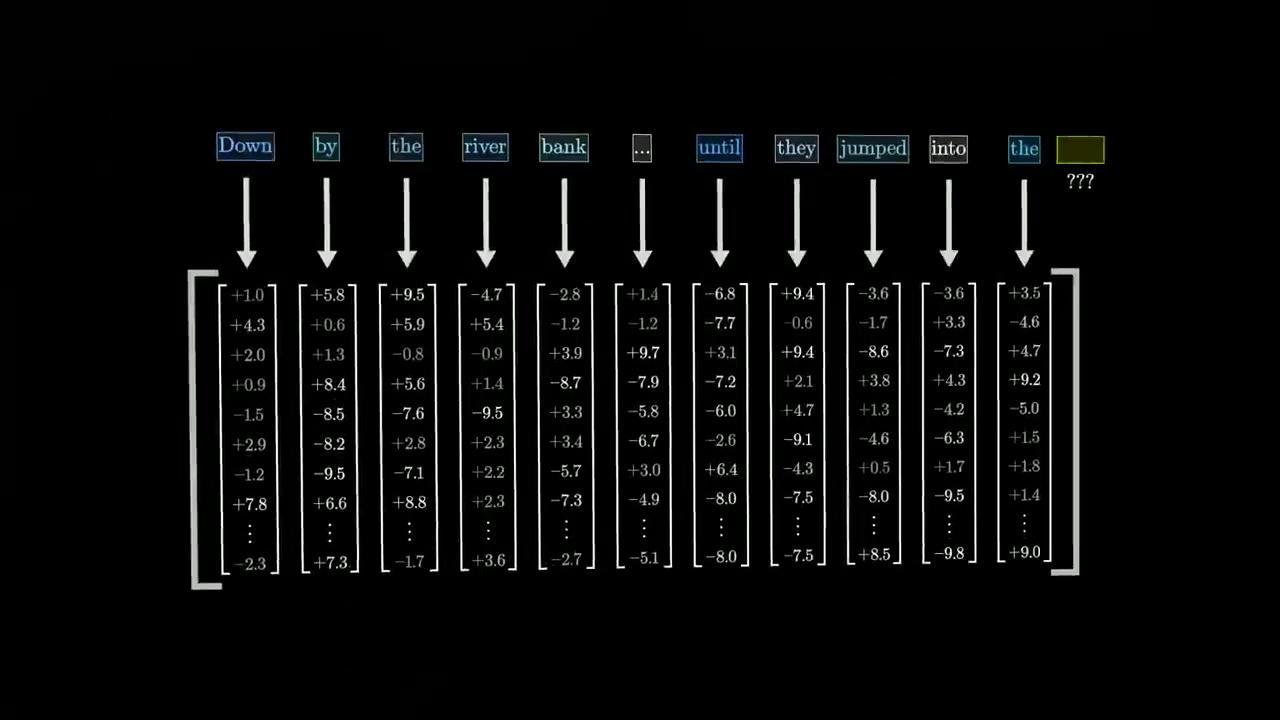 Down by the river bank ... until they jumped into the
???
+1.0 +5.8 +9.5 −4.7 −2.8 +1.4 −6.8 +9.4 −3.6 −3.6 +3.5
+4.3 +0.6 +5.9 +5.4 −1.2 −1.2 −7.7 −0.6 −1.7 +3.3 −4.6
+2.0 +1.3 −0.8 −0.9 +3.9 +9.7 +3.1 +9.4 −8.6 −7.3 +4.7
+0.9 +8.4 +5.6 +1.4 −8.7 −7.9 −7.2 +2.1 +3.8 +4.3 +9.2
−1.5 −8.5 −7.6 −9.5 +3.3 −5.8 −6.0 +4.7 +1.3 −4.2 −5.0
+2.9 −8.2 +2.8 +2.3 +3.4 −6.7 −2.6 −9.1 −4.6 −6.3 +1.5
−1.2 −9.5 −7.1 +2.2 −5.7 +3.0 +6.4 −4.3 +0.5 +1.7 +1.8
+7.8 +6.6 +8.8 +2.3 −7.3 −4.9 −8.0 −7.5 −8.0 −9.5 +1.4
⋮ ⋮ ⋮ ⋮ ⋮ ⋮ ⋮ ⋮ ⋮ ⋮ ⋮
−2.3 +7.3 −1.7 +3.6 −2.7 −5.1 −8.0 −7.5 +8.5 −9.8 +9.0